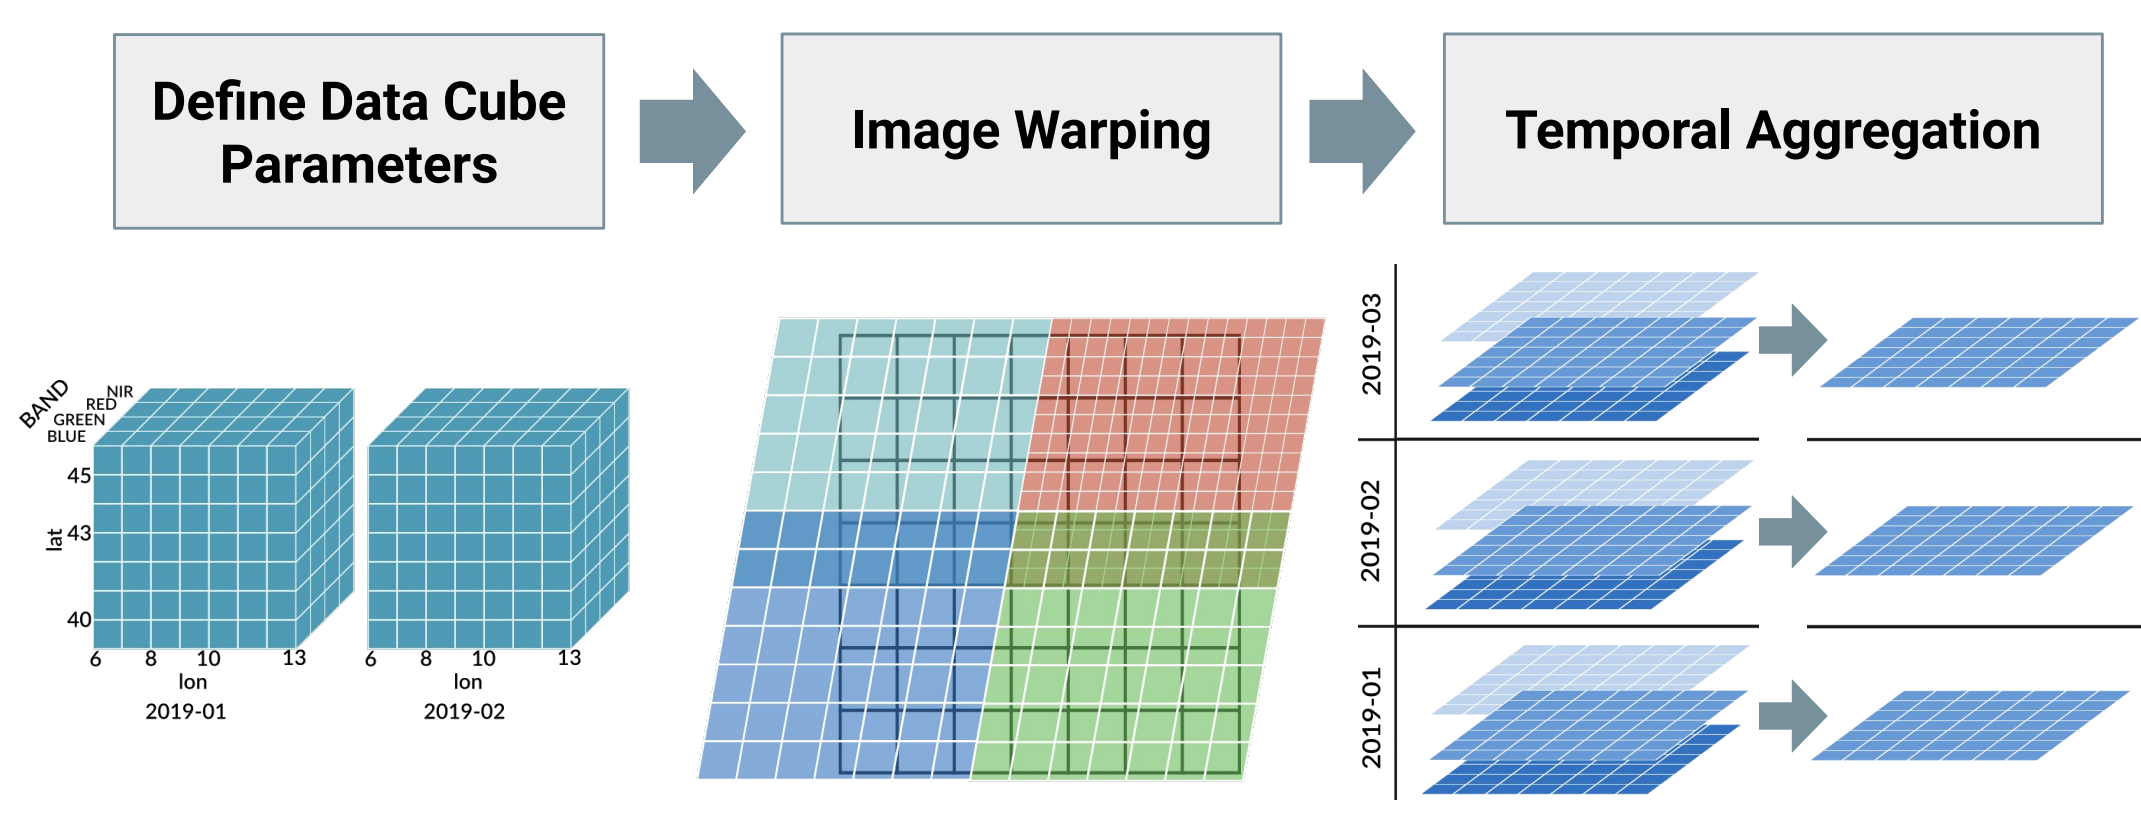 Define Data Cube
Parameters
Image Warping
Temporal Aggregation
BAND
NIR
RED
GREEN
BLUE
45
43
40
lat
6 8 10 13
lon
2019-01
6 8 10 13
lon
2019-02
2019-03
2019-02
2019-01